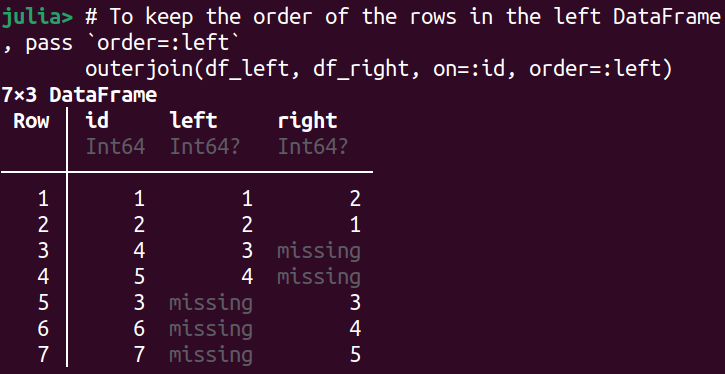 julia> # To keep the order of the rows in the left DataFrame
, pass `order=:left`
outerjoin(df_left, df_right, on=:id, order=:left)
7×3 DataFrame
Row id left right
Int64 Int64? Int64?
1 1 1 2
2 2 2 1
3 4 3 missing
4 5 4 missing
5 3 missing 3
6 6 missing 4
7 7 missing 5